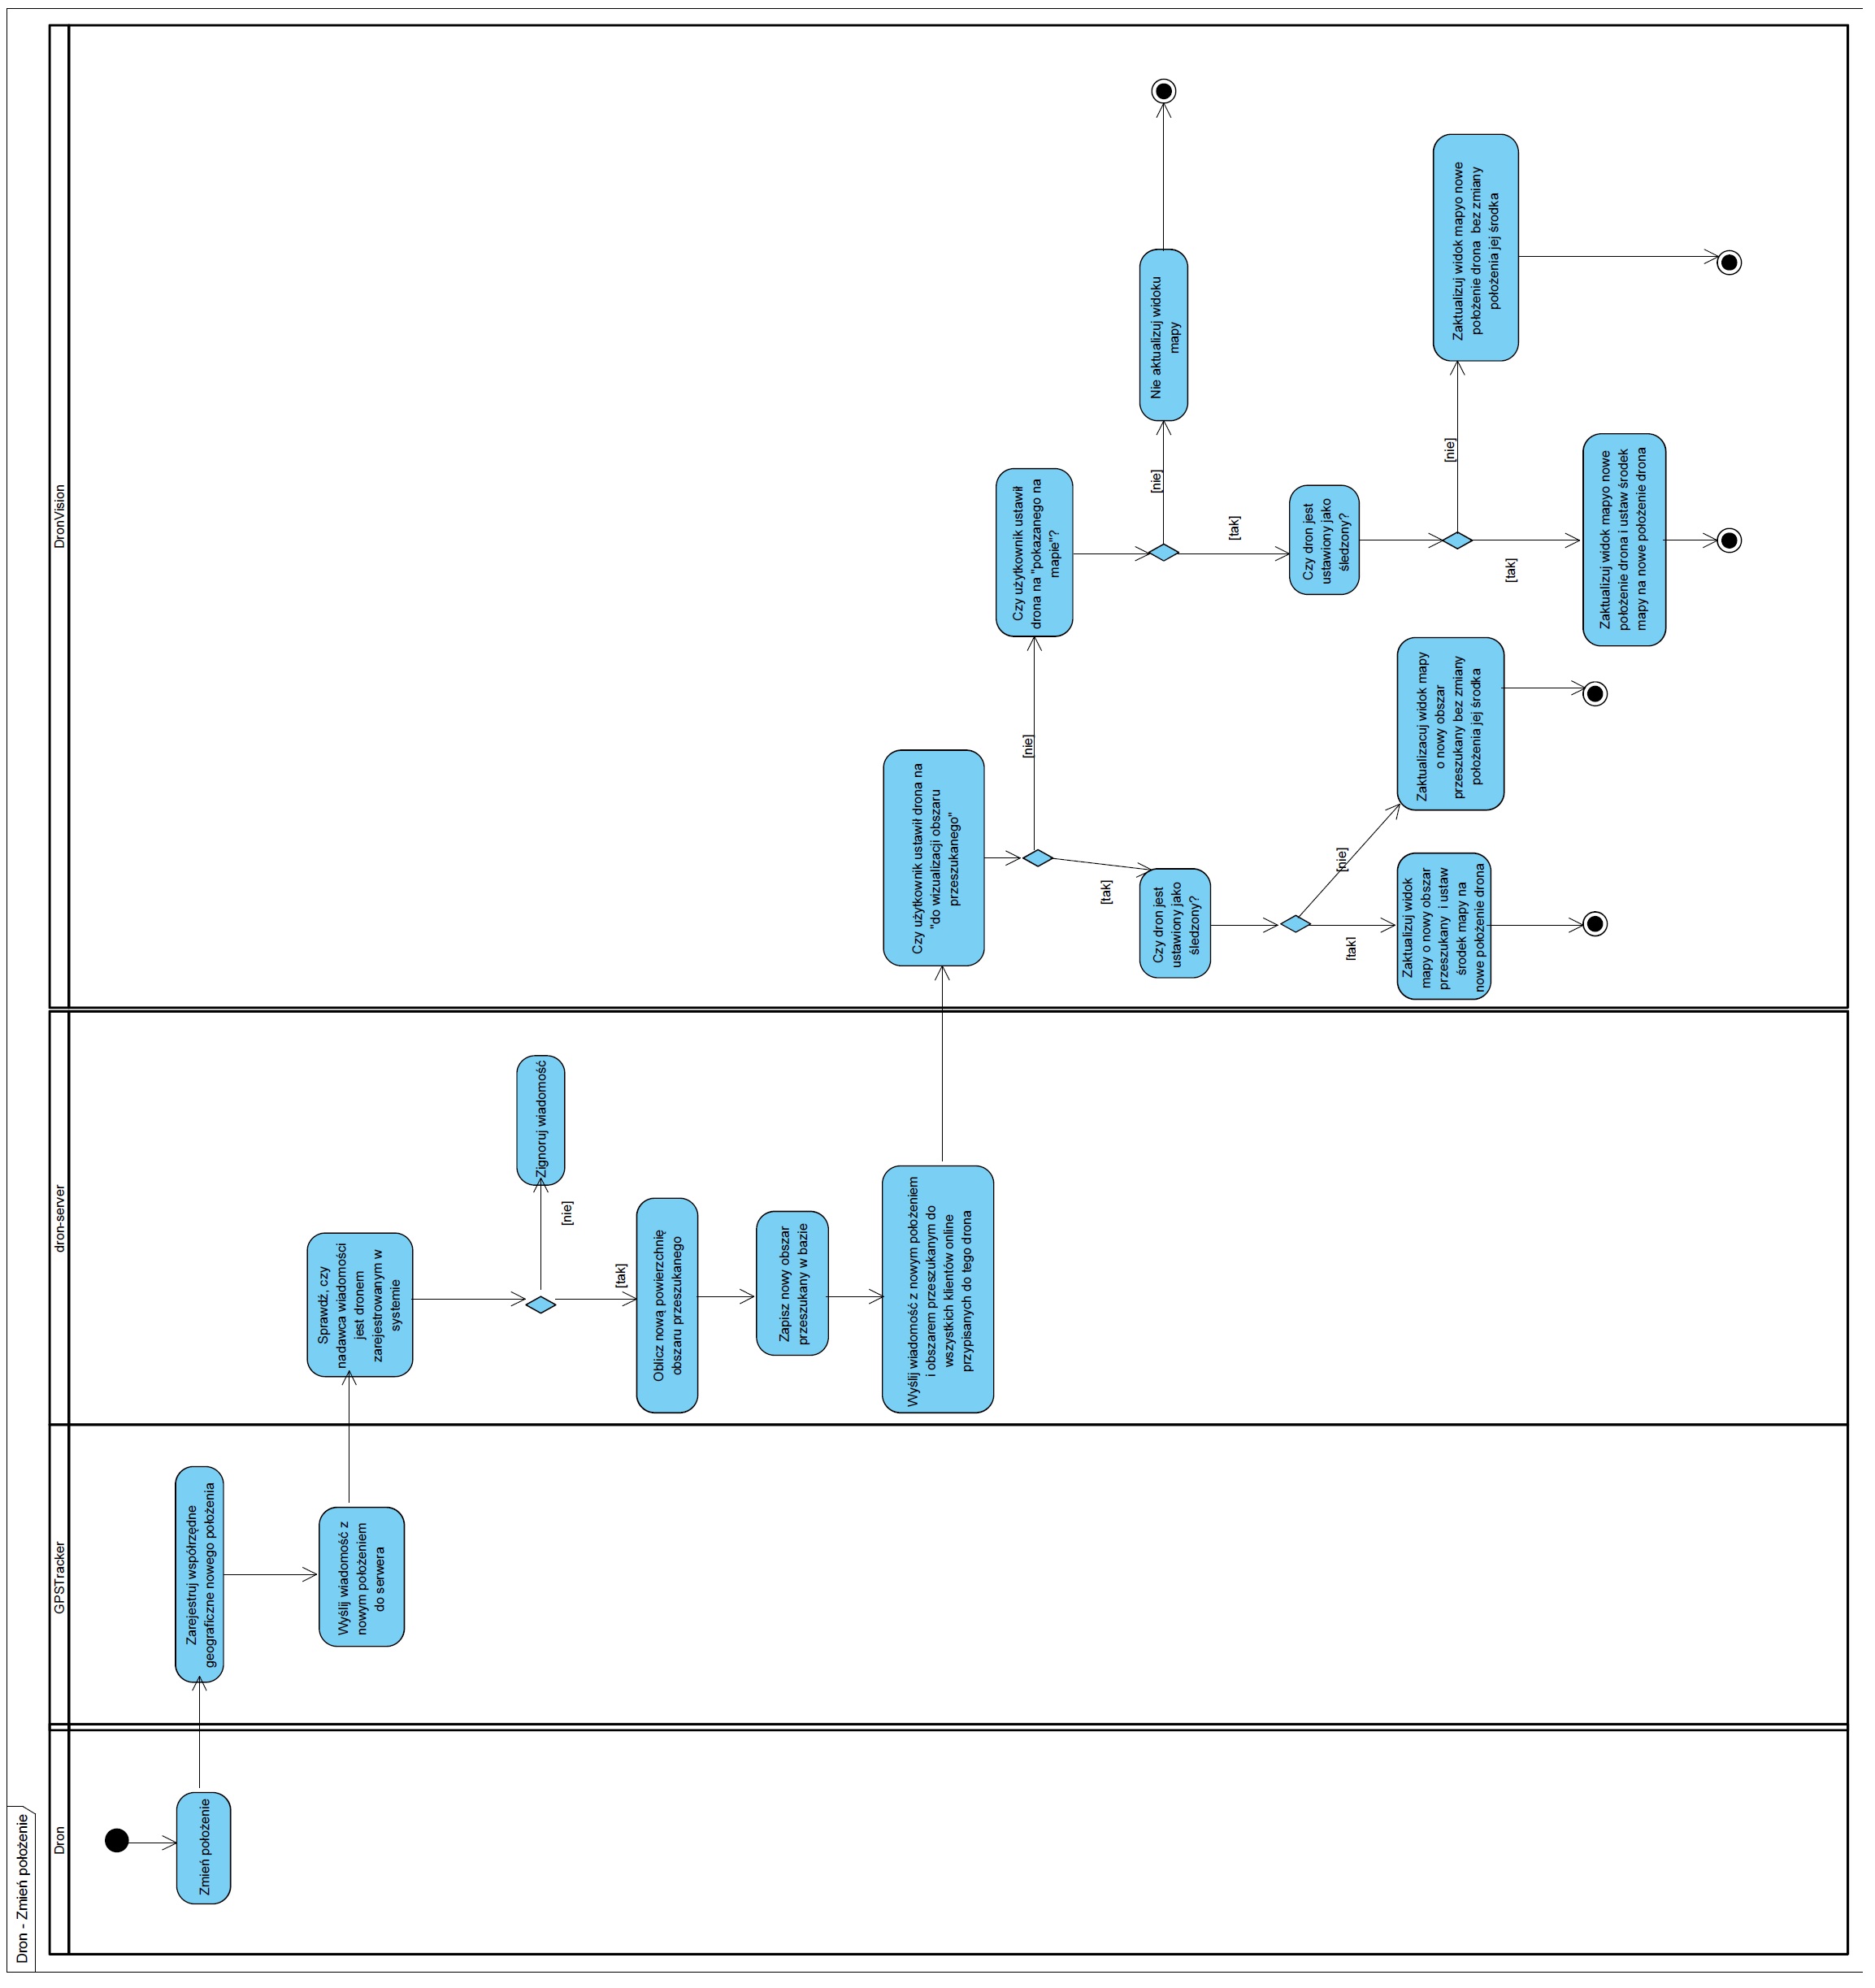 Dron - Zmień położenie
Dron
GPSTracker
dron-server
DronVision
Zmień położenie
Zarejestruj współrzędne
geograficzne nowego położenia
Wyślij wiadomość z
nowym położeniem
do serwera
Sprawdź, czy
nadawca wiadomości
jest dronem
zarejestrowanym w
systemie
[nie]
Zignoruj wiadomość
[tak]
Oblicz nową powierzchnię
obszaru przeszukanego
Zapisz nowy obszar
przeszukany w bazie
Wyślij wiadomość z nowym położeniem
i obszarem przeszukanym do
wszystkich klientów online
przypisanych do tego drona
Czy użytkownik ustawił drona na
"do wizualizacji obszaru
przeszukanego"
[nie]
[tak]
Czy użytkownik ustawił
drona na "pokazanego na
mapie"?
[nie]
Nie aktualizuj widoku
mapy
[tak]
Czy dron jest
ustawiony jako
śledzony?
[nie]
Zaktualizuj widok mapyo nowe
położenie drona  bez zmiany
położenia jej środka
[tak]
Zaktualizuj widok mapyo nowe
położenie drona i ustaw środek
mapy na nowe położenie drona
Czy dron jest
ustawiony jako
śledzony?
[nie]
Zaktualizacuj widok mapy
o nowy obszar
przeszukany bez zmiany
położenia jej środka
[tak]
Zaktualizuj widok
mapy o nowy obszar
przeszukany  i ustaw
środek mapy na
nowe położenie drona